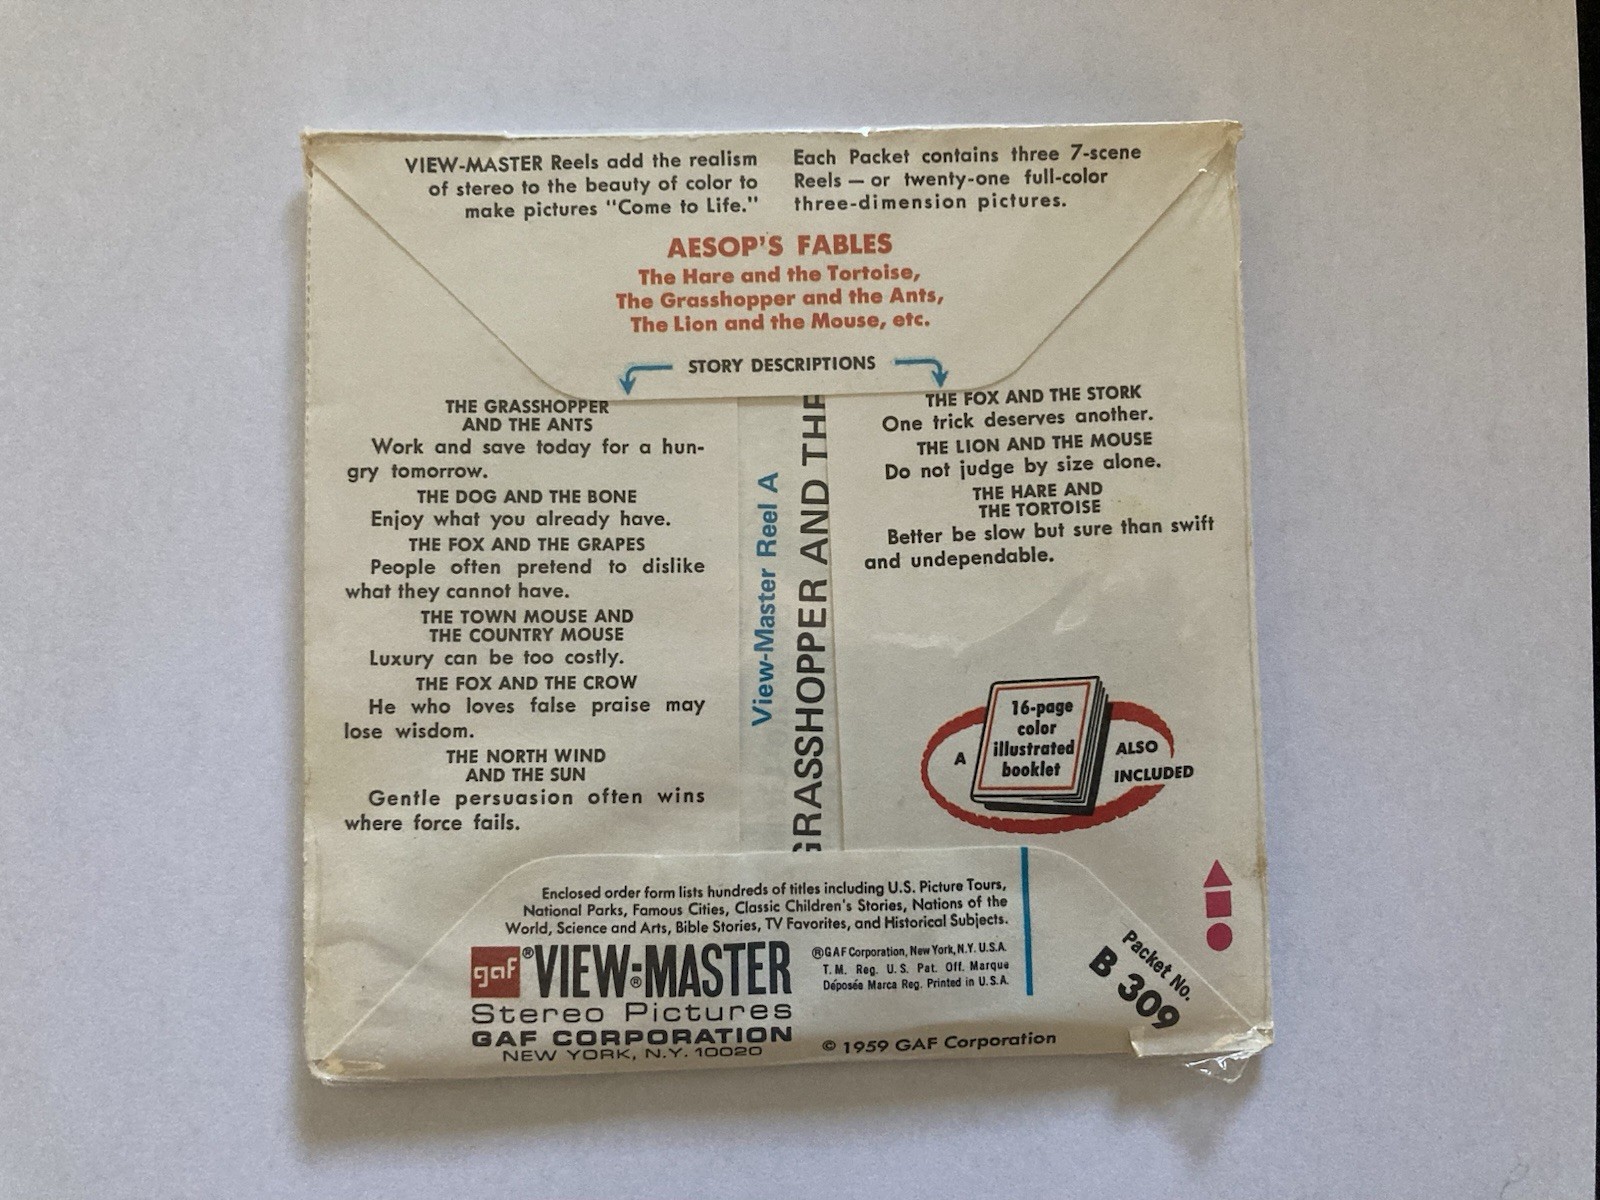 VIEW-MASTER Reels add the realism
of stereo to the beauty of color to
make pictures "Come to Life."
Each Packet contains three 7-scene
Reels — or twenty-one full-color
three-dimension pictures.
AESOP'S FABLES
The Hare and the Tortoise,
The Grasshopper and the Ants,
The Lion and the Mouse, etc.
STORY DESCRIPTIONS
THE GRASSHOPPER
AND THE ANTS
Work and save today for a hun-
gry tomorrow.
THE DOG AND THE BONE
Enjoy what you already have.
THE FOX AND THE GRAPES
People often pretend to dislike
what they cannot have.
THE TOWN MOUSE AND
THE COUNTRY MOUSE
Luxury can be too costly.
THE FOX AND THE CROW
He who loves false praise may
lose wisdom.
THE NORTH WIND
AND THE SUN
Gentle persuasion often wins
where force fails.
View-Master Reel A
GRASSHOPPER AND THE
THE FOX AND THE STORK
One trick deserves another.
THE LION AND THE MOUSE
Do not judge by size alone.
THE HARE AND
THE TORTOISE
Better be slow but sure than swift
and undependable.
A
16-page
color
illustrated
booklet
ALSO
INCLUDED
Enclosed order form lists hundreds of titles including U.S. Picture Tours,
National Parks, Famous Cities, Classic Children's Stories, Nations of the
World, Science and Arts, Bible Stories, TV Favorites, and Historical Subjects.
gaf® VIEW-MASTER®
Stereo Pictures
GAF CORPORATION
NEW YORK, N.Y. 10020
®GAF Corporation, New York, N.Y. U.S.A.
T.M. Reg. U.S. Pat. Off. Marque
Déposée Marca Reg. Printed in U.S.A.
© 1959 GAF Corporation
Packet No.
B 309